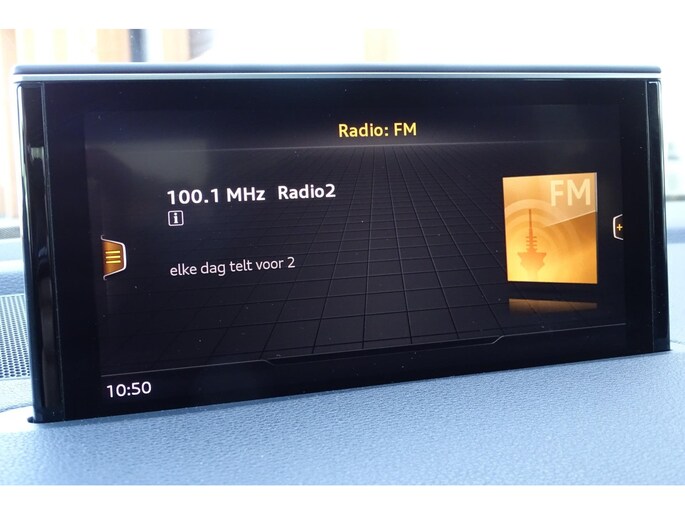 Radio: FM
100.1 MHz Radio2
i
FM
+
elke dag telt voor 2
10:50